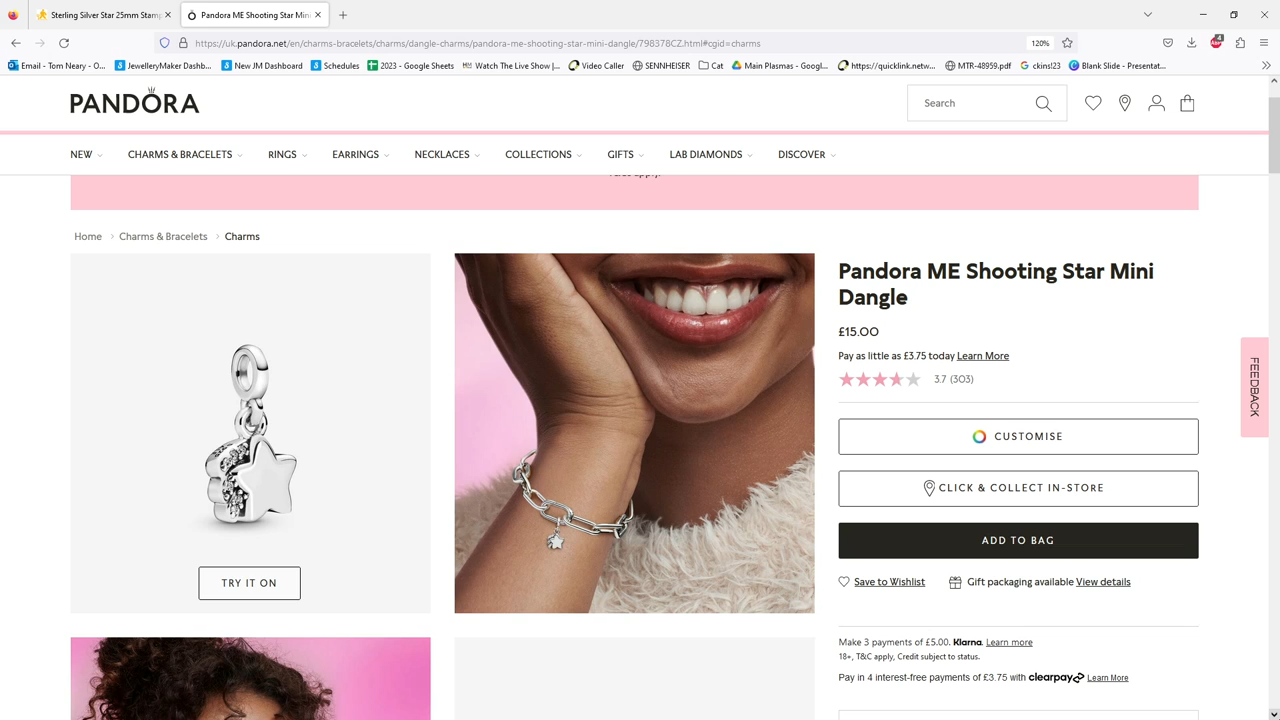 Sterling Silver Star 25mm Stamp
Pandora ME Shooting Star Mini
https://uk.pandora.net/en/charms-bracelets/charms/dangle-charms/pandora-me-shooting-star-mini-dangle/798378CZ.html#cgid=charms
120%
4
Email - Tom Neary - O...
JewelleryMaker Dashb...
New JM Dashboard
Schedules
2023 - Google Sheets
Watch The Live Show |...
Video Caller
SENNHEISER
Cat
Main Plasmas - Googl...
https://quicklink.netw...
MTR-48959.pdf
ckins!23
Blank Slide - Presentat...
PANDORA
Search
NEW
CHARMS & BRACELETS
RINGS
EARRINGS
NECKLACES
COLLECTIONS
GIFTS
LAB DIAMONDS
DISCOVER
Home
Charms & Bracelets
Charms
TRY IT ON
Pandora ME Shooting Star Mini
Dangle
£15.00
Pay as little as £3.75 today Learn More
3.7 (303)
CUSTOMISE
CLICK & COLLECT IN-STORE
ADD TO BAG
Save to Wishlist
Gift packaging available View details
Make 3 payments of £5.00. Klarna. Learn more
18+, T&C apply, Credit subject to status.
Pay in 4 interest-free payments of £3.75 with clearpay Learn More
FEEDBACK